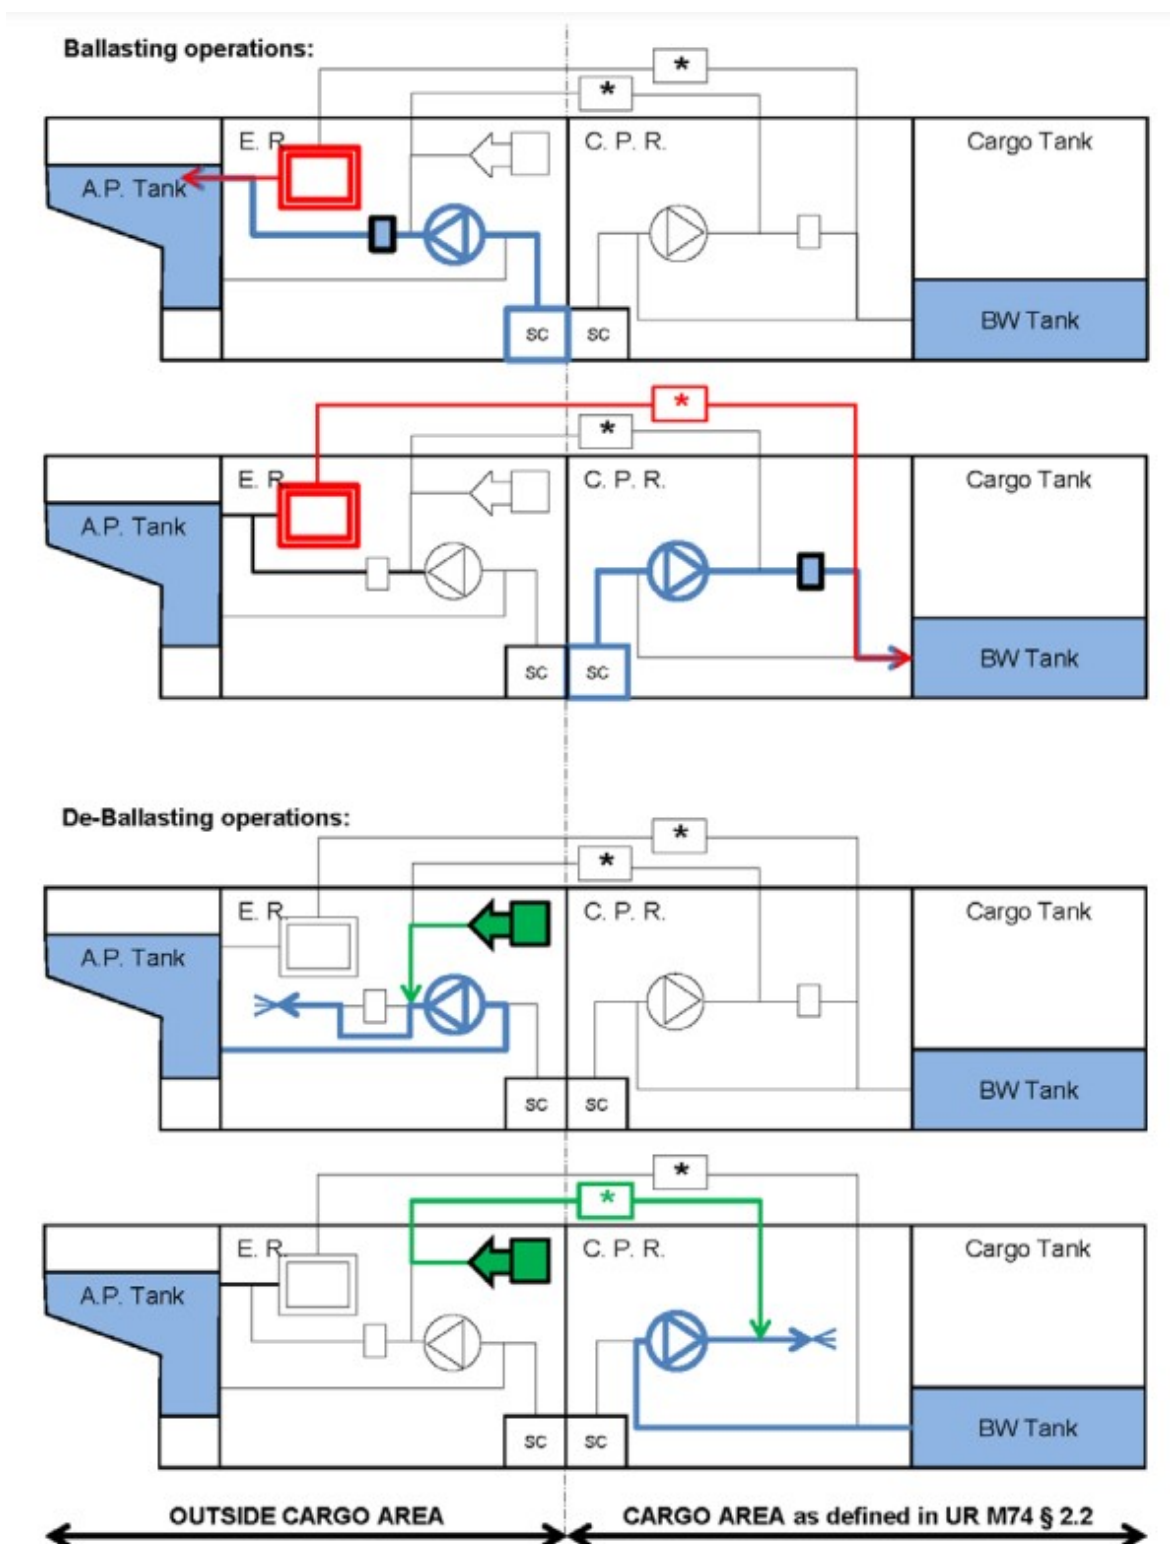 Ballasting operations:
*
*
E. R.
C. P. R.
Cargo Tank
A.P. Tank
BW Tank
sc
sc
*
*
E. R.
C. P. R.
Cargo Tank
A.P. Tank
BW Tank
sc
sc
De-Ballasting operations:
*
*
E. R.
C. P. R.
Cargo Tank
A.P. Tank
BW Tank
sc
sc
*
*
E. R.
C. P. R.
Cargo Tank
A.P. Tank
BW Tank
sc
sc
OUTSIDE CARGO AREA
CARGO AREA as defined in UR M74 § 2.2